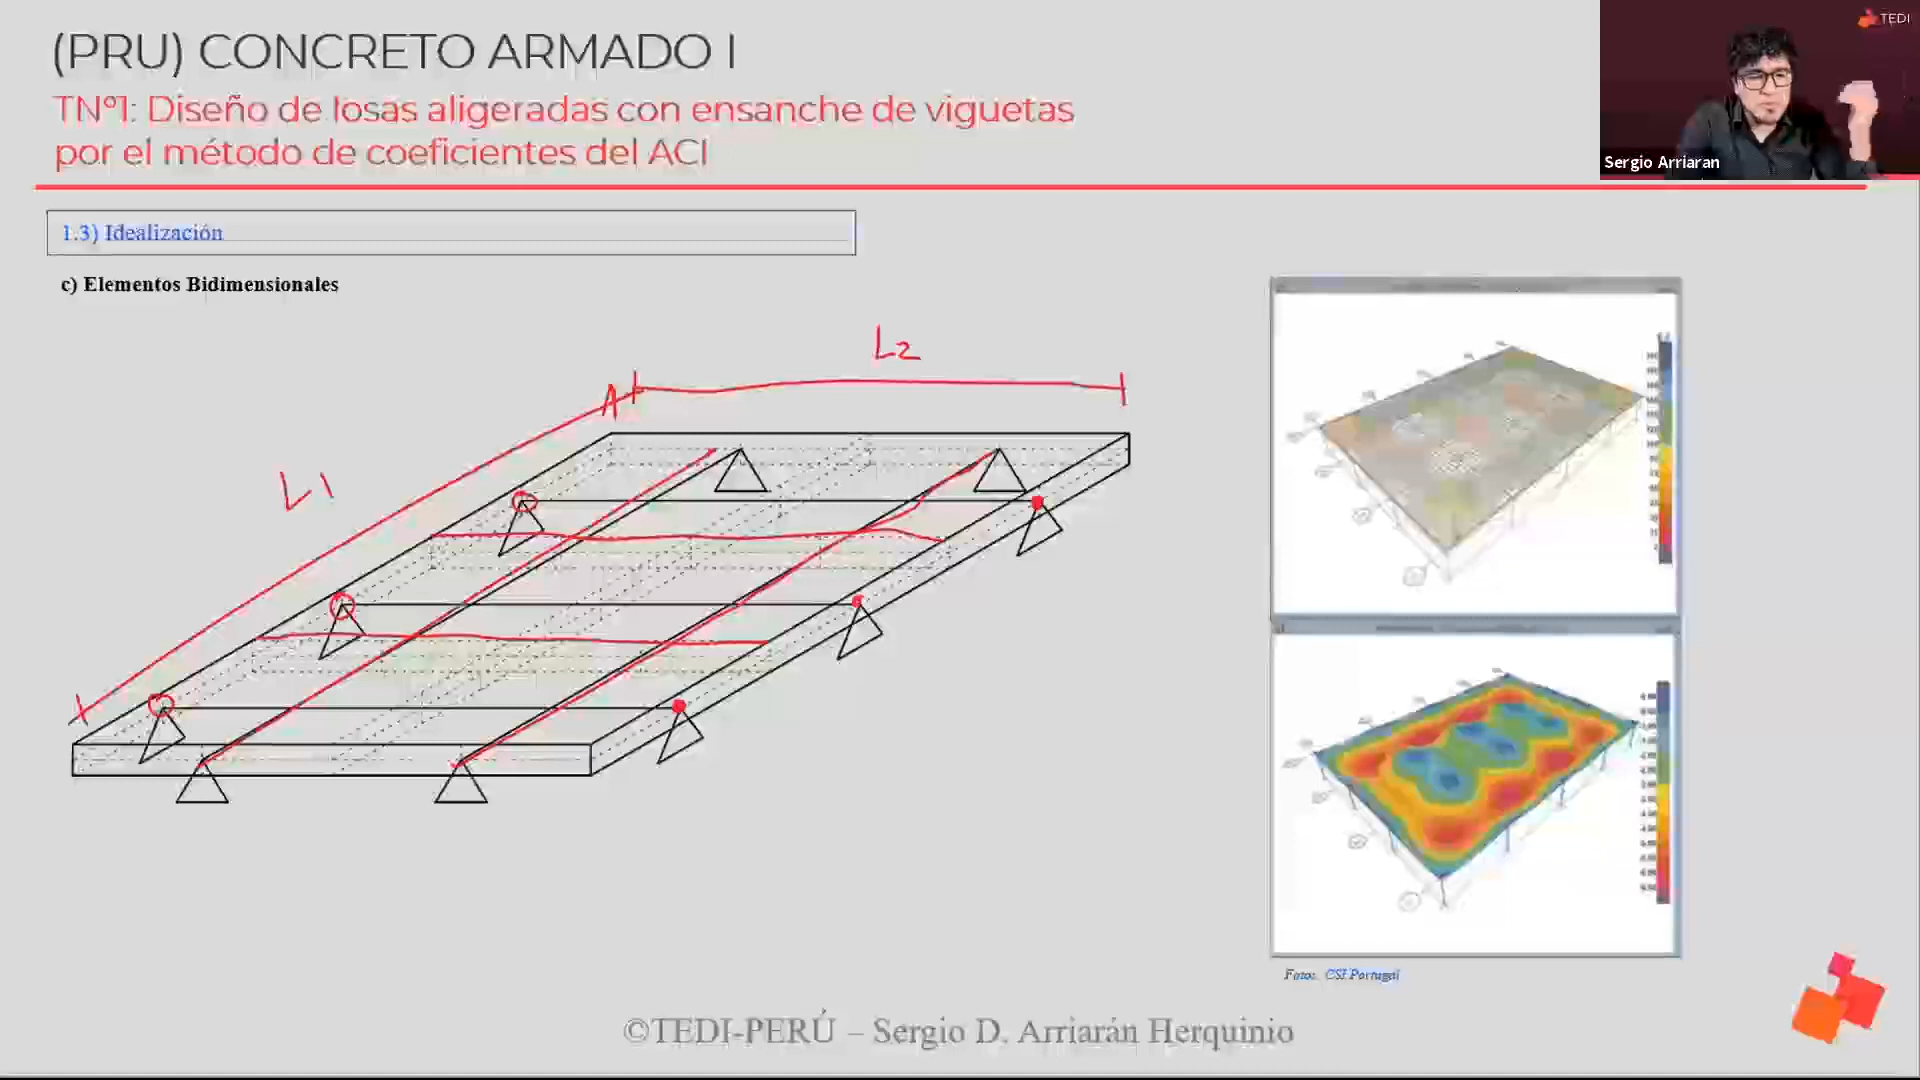 (PRU) CONCRETO ARMADO I
TN°1: Diseño de losas aligeradas con ensanche de viguetas
por el método de coeficientes del ACI
TEDI
Sergio Arriaran
1.3) Idealización
c) Elementos Bidimensionales
L2
L1
Foto: CSI Portugal
©TEDI-PERÚ – Sergio D. Arriarán Herquinio